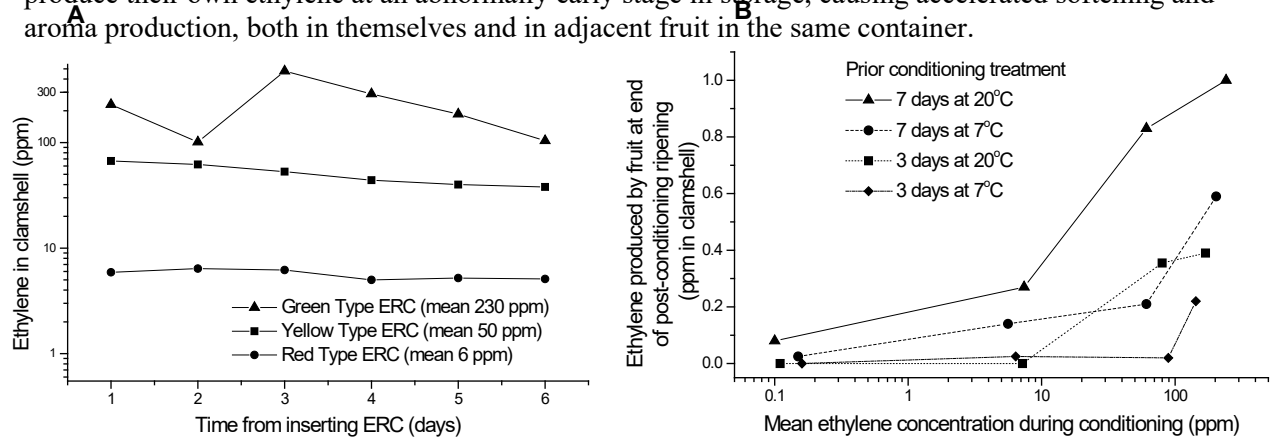 produce their own ethylene at an abnormally early stage in storage, causing accelerated softening and
aroma production, both in themselves and in adjacent fruit in the same container.
A
Ethylene in clamshell (ppm)
300
100
10
1
Green Type ERC (mean 230 ppm)
Yellow Type ERC (mean 50 ppm)
Red Type ERC (mean 6 ppm)
1 2 3 4 5 6
Time from inserting ERC (days)
B
Ethylene produced by fruit at end
of post-conditioning ripening
(ppm in clamshell)
1.0
0.8
0.6
0.4
0.2
0.0
Prior conditioning treatment
7 days at 20°C
7 days at 7°C
3 days at 20°C
3 days at 7°C
0.1 1 10 100
Mean ethylene concentration during conditioning (ppm)